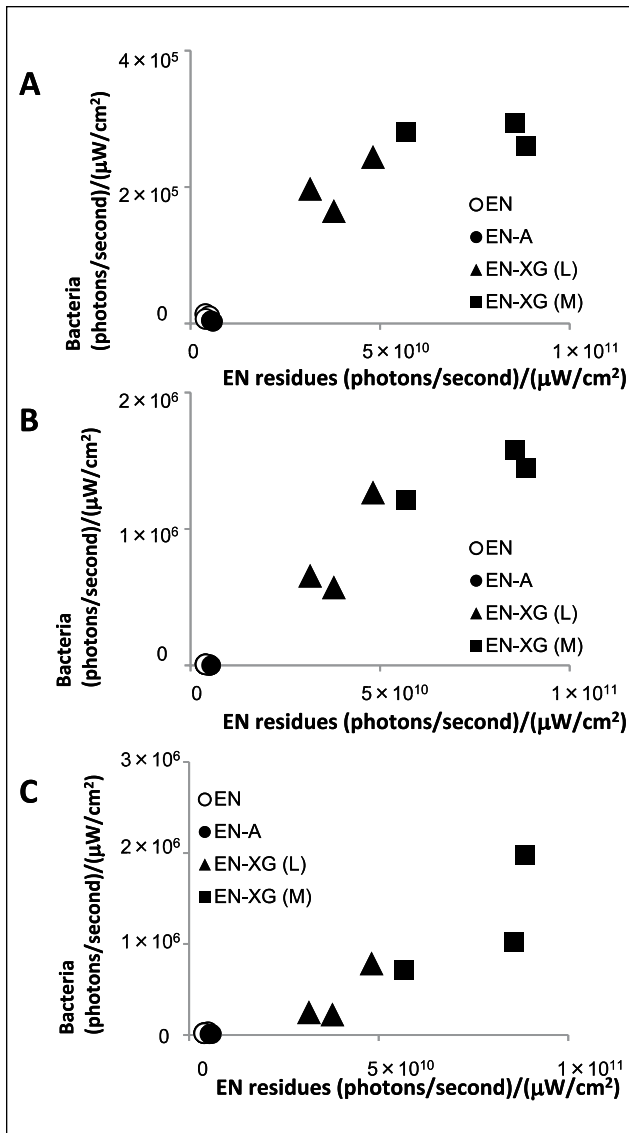 A
4 × 10⁵
2 × 10⁵
0
Bacteria
(photons/second)/(μW/cm²)
EN
EN-A
EN-XG (L)
EN-XG (M)
0
5 × 10¹⁰
1 × 10¹¹
EN residues (photons/second)/(μW/cm²)
B
2 × 10⁶
1 × 10⁶
0
Bacteria
(photons/second)/(μW/cm²)
EN
EN-A
EN-XG (L)
EN-XG (M)
0
5 × 10¹⁰
1 × 10¹¹
EN residues (photons/second)/(μW/cm²)
C
3 × 10⁶
2 × 10⁶
1 × 10⁶
0
Bacteria
(photons/second)/(μW/cm²)
EN
EN-A
EN-XG (L)
EN-XG (M)
0
5 × 10¹⁰
1 × 10¹¹
EN residues (photons/second)/(μW/cm²)